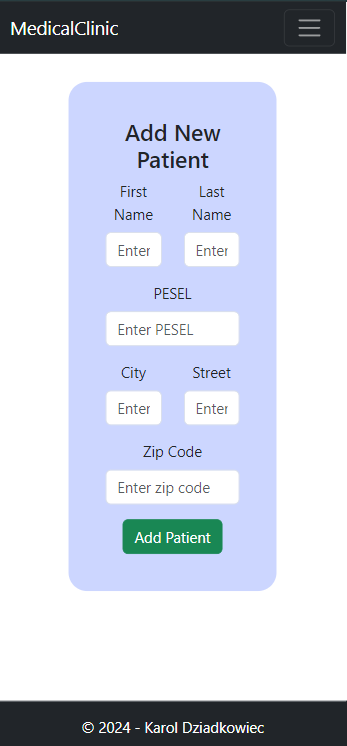 MedicalClinic
Add New
Patient
First
Name
Last
Name
Enter
Enter
PESEL
Enter PESEL
City
Street
Enter
Enter
Zip Code
Enter zip code
Add Patient
© 2024 - Karol Dziadkowiec